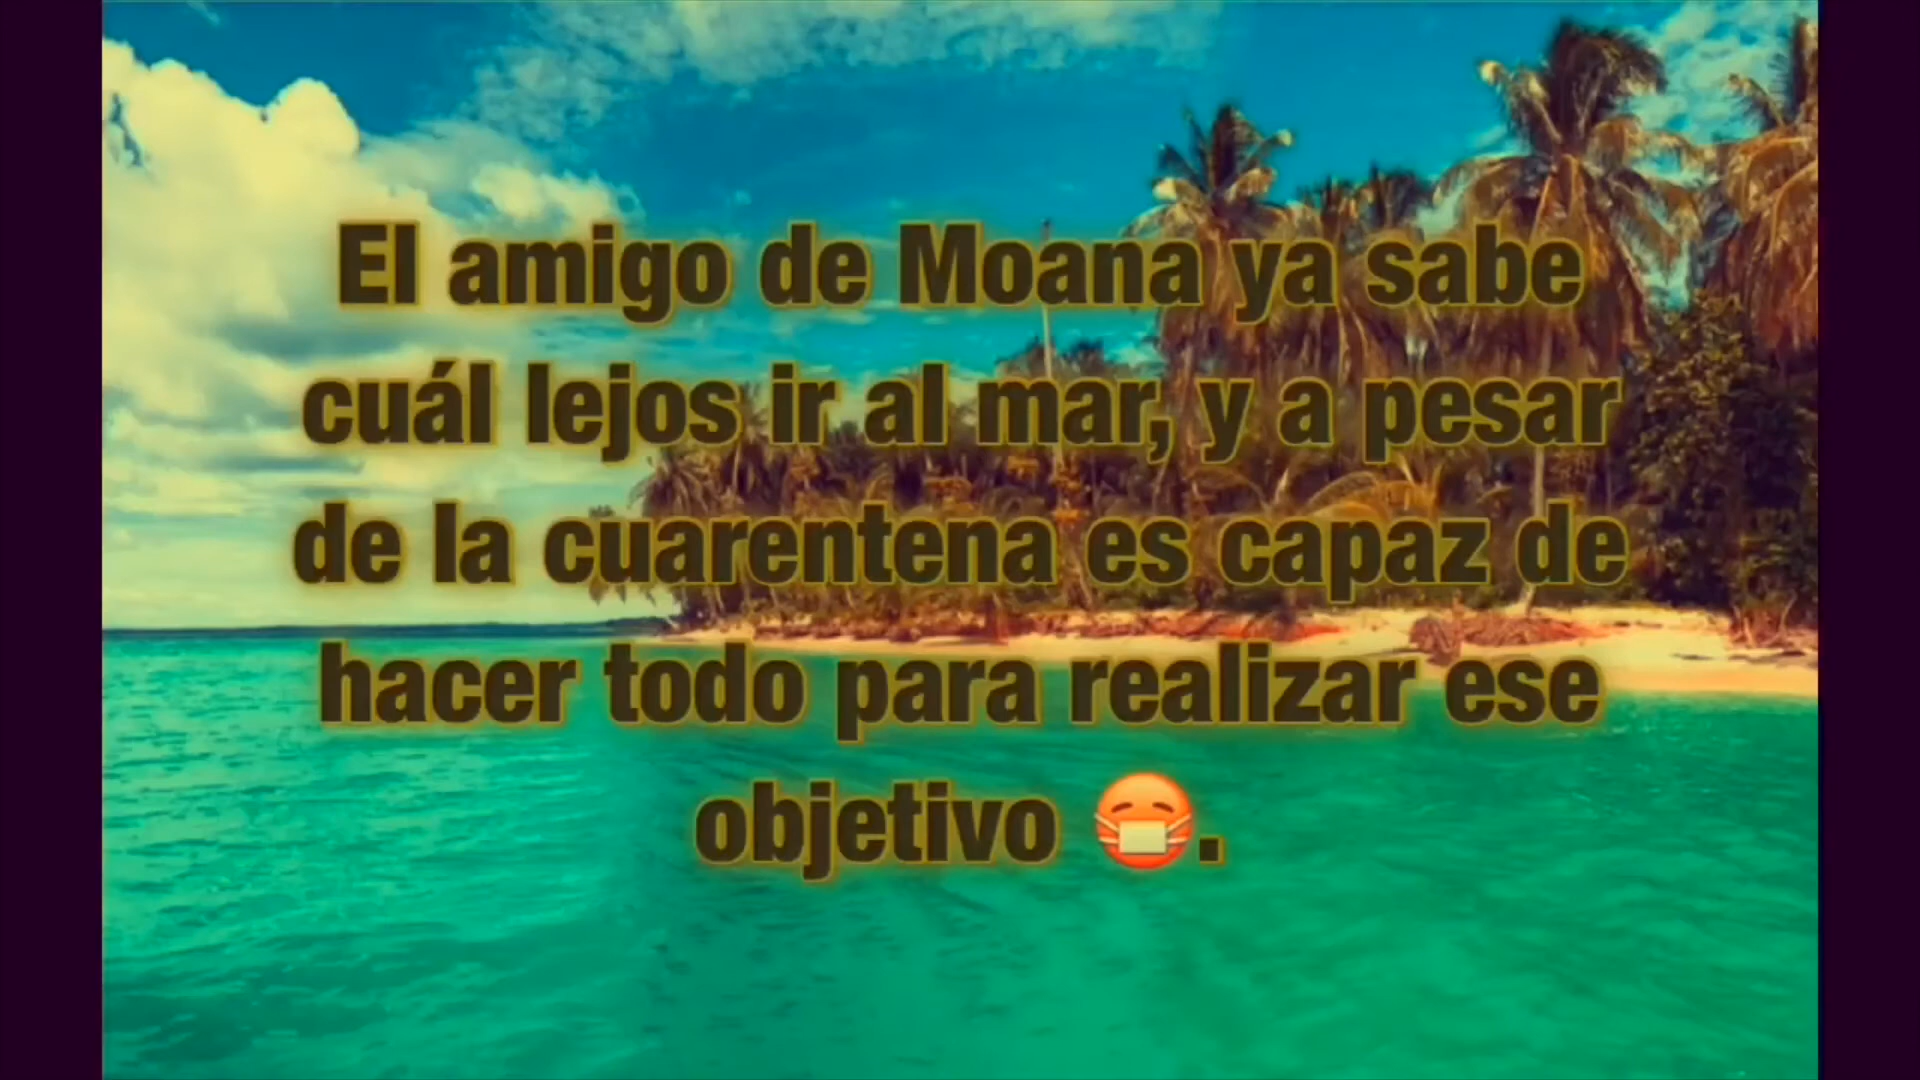 El amigo de Moana ya sabe
cuál lejos ir al mar, y a pesar
de la cuarentena es capaz de
hacer todo para realizar ese
objetivo 😷.